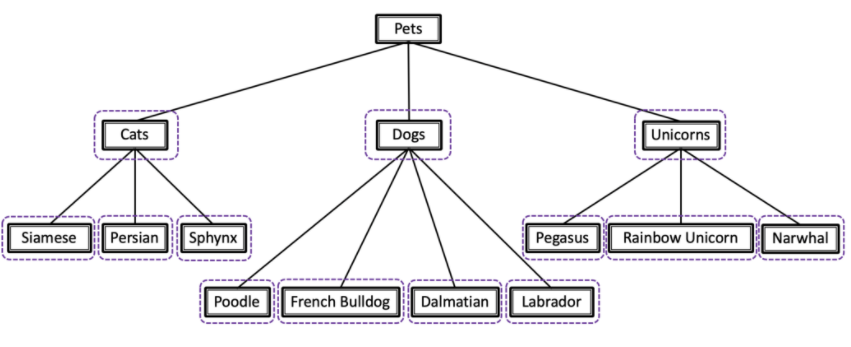 Pets
Cats
Dogs
Unicorns
Siamese
Persian
Sphynx
Pegasus
Rainbow Unicorn
Narwhal
Poodle
French Bulldog
Dalmatian
Labrador